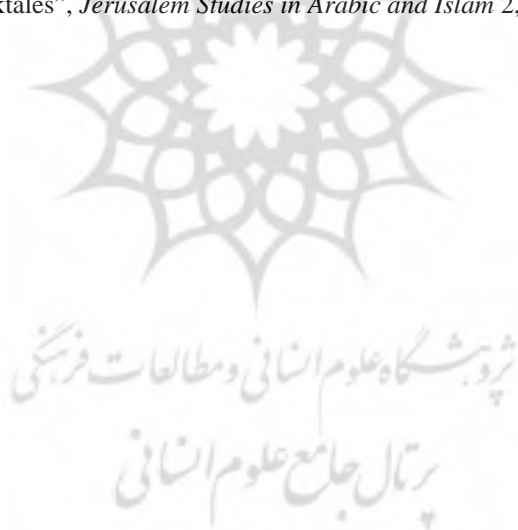 ktales”, Jerusalem Studies in Arabic and Islam 2,
پژوهشگاه علوم انسانی و مطالعات فرهنگی
پرتال جامع علوم انسانی